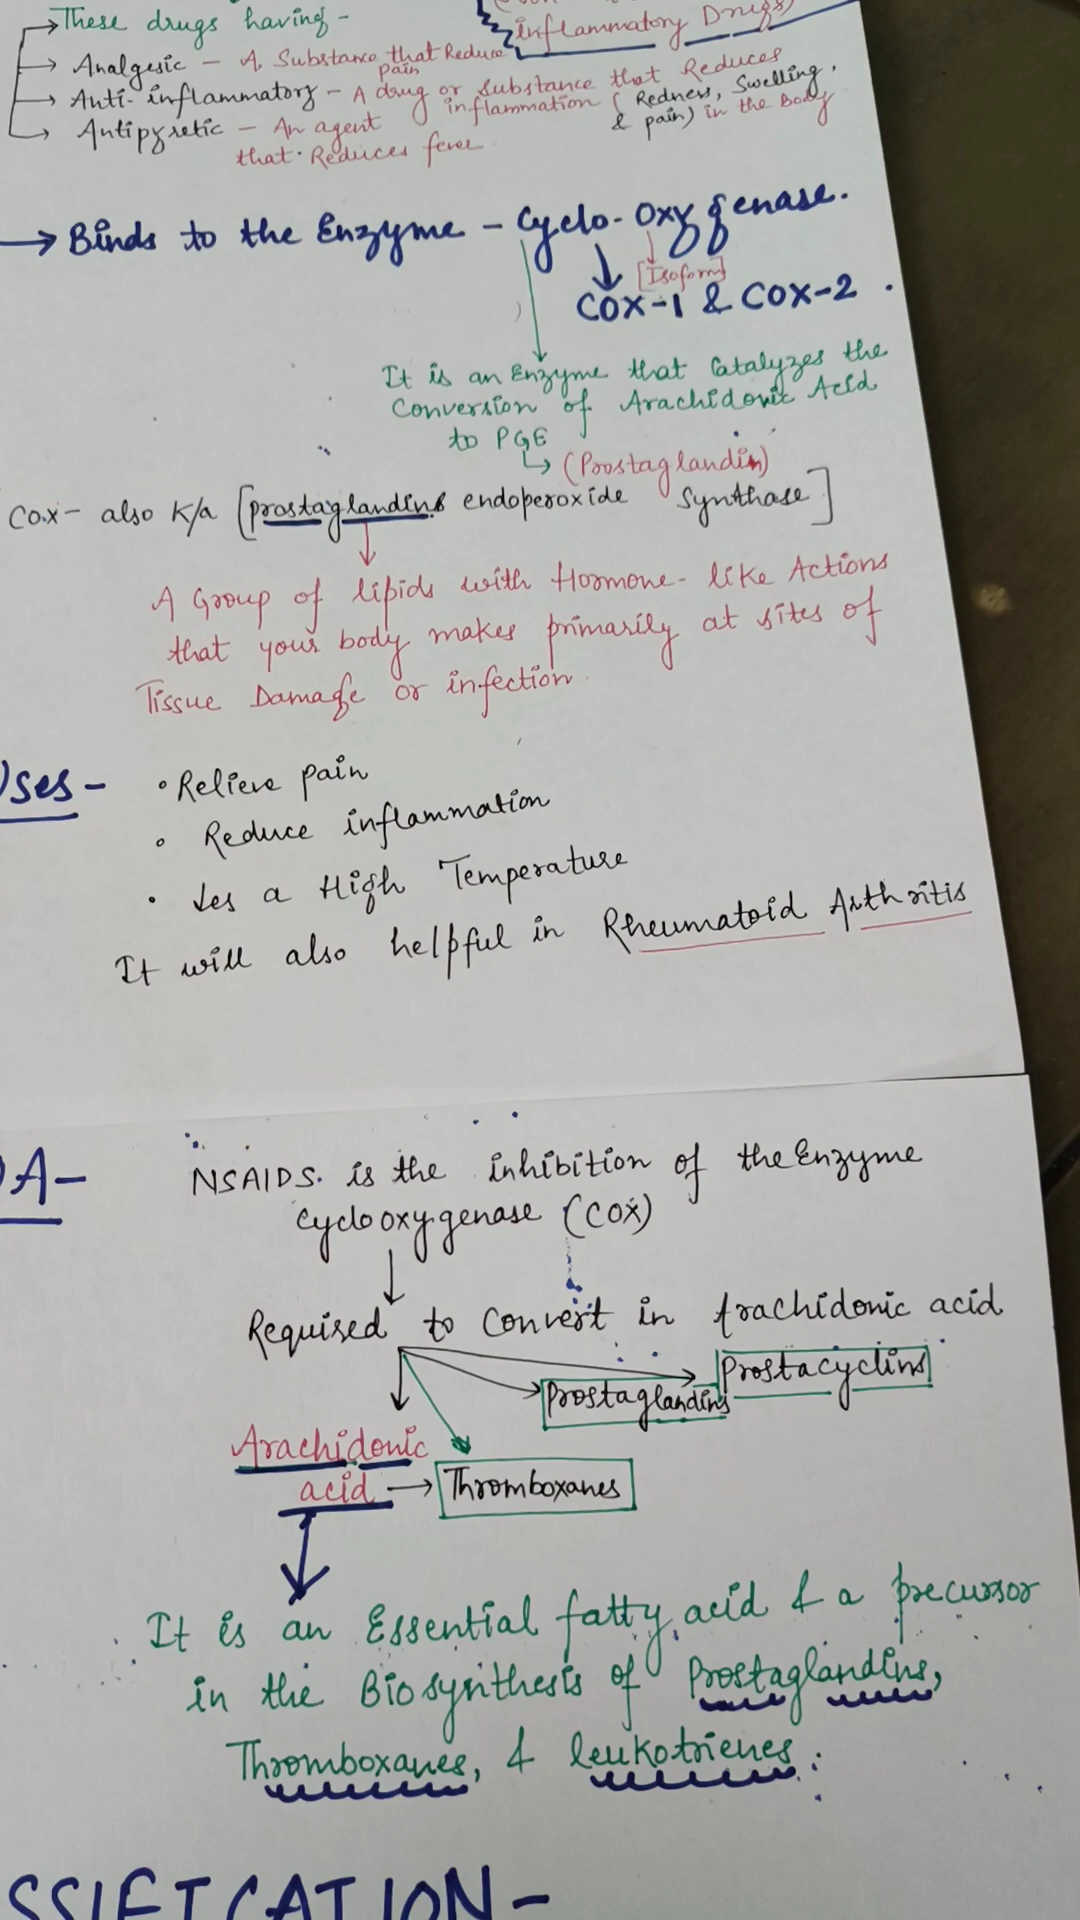 These drugs having -
inflammatory Drugs)
Analgesic - A Substance that Reduce
pain
Anti-inflammatory - A drug or substance that Reduces
inflammation (Redness, Swelling,
& pain) in the Body
Antipyretic - An agent
that Reduces fever
→ Binds to the Enzyme - Cyclo-Oxygenase.
[Isoform]
COX-1 & COX-2.
It is an Enzyme that Catalyzes the
Conversion of Arachidonic Acid
to PGE
↳ (Prostaglandin)
COX- also K/a [prostaglandins endoperoxide Synthase]
A Group of lipids with Hormone-like Actions
that your body makes primarily at sites of
Tissue Damage or infection.
Uses-
• Relieve pain
• Reduce inflammation
• ↓es a High Temperature
It will also helpful in Rheumatoid Arthritis
OA- NSAIDS. is the inhibition of the Enzyme
Cyclooxygenase (COX)
Required to Convert in Arachidonic acid
Prostacyclins
Prostaglandins
Arachidonic
acid → Thromboxanes
It is an Essential fatty acid & a precursor
in the Biosynthesis of Prostaglandins,
Thromboxanes, & leukotrienes.
SSIFICATION-